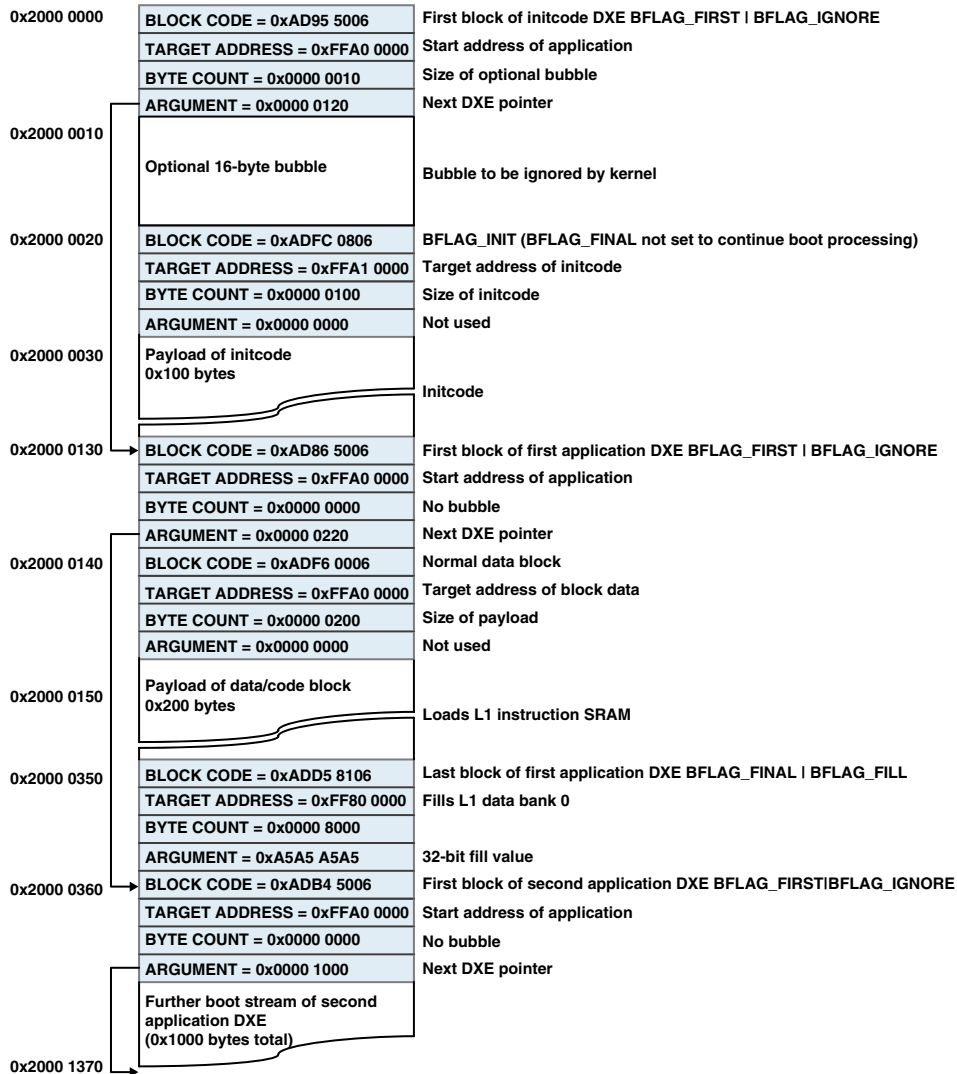 0x2000 0000 BLOCK CODE = 0xAD95 5006 First block of initcode DXE BFLAG_FIRST | BFLAG_IGNORE
TARGET ADDRESS = 0xFFA0 0000 Start address of application
BYTE COUNT = 0x0000 0010 Size of optional bubble
ARGUMENT = 0x0000 0120 Next DXE pointer
0x2000 0010
Optional 16-byte bubble Bubble to be ignored by kernel
0x2000 0020 BLOCK CODE = 0xADFC 0806 BFLAG_INIT (BFLAG_FINAL not set to continue boot processing)
TARGET ADDRESS = 0xFFA1 0000 Target address of initcode
BYTE COUNT = 0x0000 0100 Size of initcode
ARGUMENT = 0x0000 0000 Not used
0x2000 0030 Payload of initcode
0x100 bytes
Initcode
0x2000 0130 BLOCK CODE = 0xAD86 5006 First block of first application DXE BFLAG_FIRST | BFLAG_IGNORE
TARGET ADDRESS = 0xFFA0 0000 Start address of application
BYTE COUNT = 0x0000 0000 No bubble
ARGUMENT = 0x0000 0220 Next DXE pointer
0x2000 0140 BLOCK CODE = 0xADF6 0006 Normal data block
TARGET ADDRESS = 0xFFA0 0000 Target address of block data
BYTE COUNT = 0x0000 0200 Size of payload
ARGUMENT = 0x0000 0000 Not used
0x2000 0150 Payload of data/code block
0x200 bytes
Loads L1 instruction SRAM
0x2000 0350 BLOCK CODE = 0xADD5 8106 Last block of first application DXE BFLAG_FINAL | BFLAG_FILL
TARGET ADDRESS = 0xFF80 0000 Fills L1 data bank 0
BYTE COUNT = 0x0000 8000
ARGUMENT = 0xA5A5 A5A5 32-bit fill value
0x2000 0360 BLOCK CODE = 0xADB4 5006 First block of second application DXE BFLAG_FIRST|BFLAG_IGNORE
TARGET ADDRESS = 0xFFA0 0000 Start address of application
BYTE COUNT = 0x0000 0000 No bubble
ARGUMENT = 0x0000 1000 Next DXE pointer
Further boot stream of second
application DXE
(0x1000 bytes total)
0x2000 1370